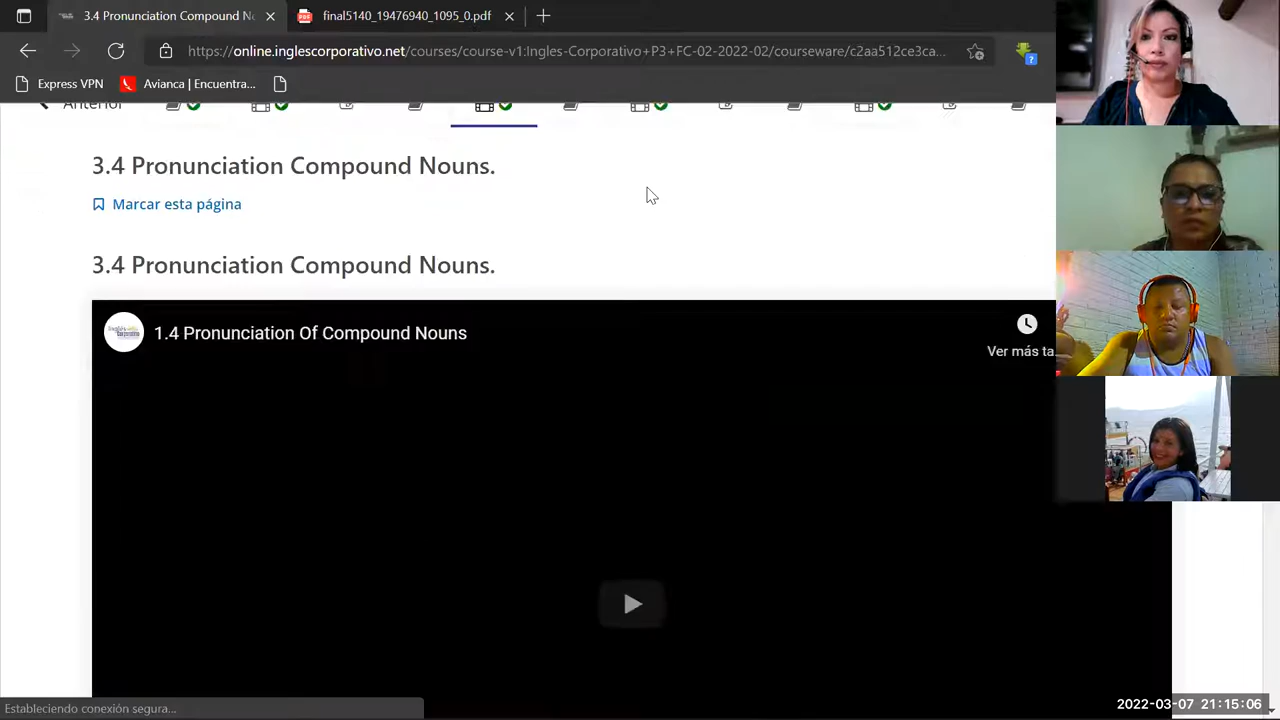 3.4 Pronunciation Compound No
final5140_19476940_1095_0.pdf
https://online.inglescorporativo.net/courses/course-v1:Ingles-Corporativo+P3+FC-02-2022-02/courseware/c2aa512ce3ca...
Express VPN
Avianca | Encuentra...
Anterior
3.4 Pronunciation Compound Nouns.
Marcar esta página
3.4 Pronunciation Compound Nouns.
1.4 Pronunciation Of Compound Nouns
Ver más ta
Estableciendo conexión segura...
2022-03-07 21:15:06